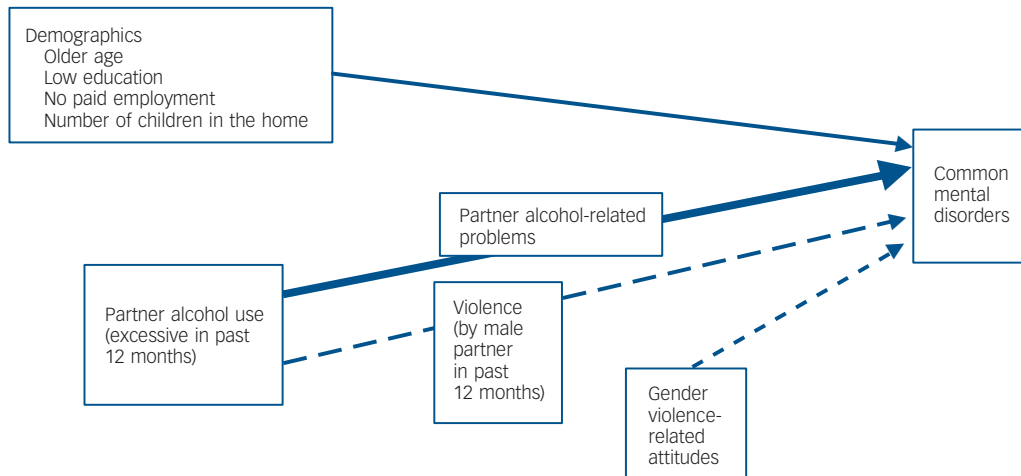 Demographics
Older age
Low education
No paid employment
Number of children in the home
Common
mental
disorders
Partner alcohol-related
problems
Partner alcohol use
(excessive in past
12 months)
Violence
(by male
partner
in past
12 months)
Gender
violence-
related
attitudes